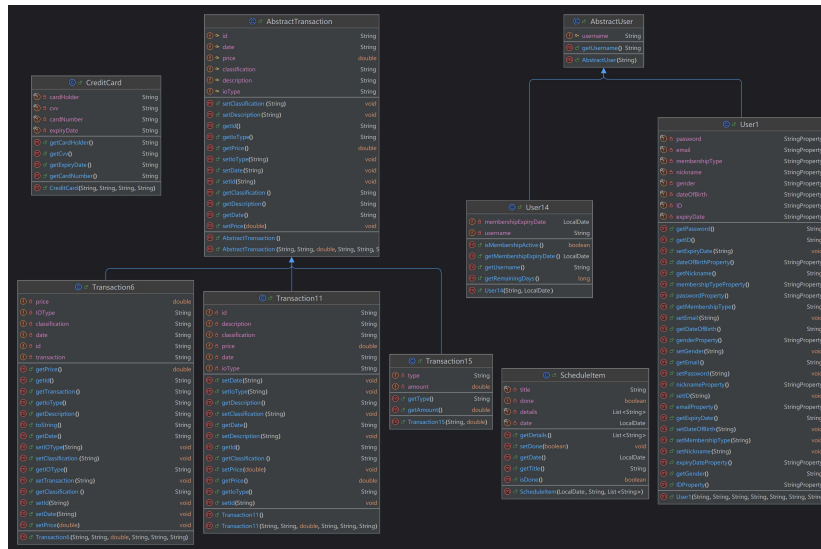 AbstractTransaction
id String
date String
price double
classification String
description String
ioType String
setClassification (String) void
setDescription(String) void
getId() String
getIoType() String
getPrice() double
setIoType(String) void
setDate(String) void
setId(String) void
getClassification () String
getDescription() String
getDate() String
setPrice(double) void
AbstractTransaction ()
AbstractTransaction (String, String, double, String, String, S
AbstractUser
username String
getUsername() String
AbstractUser(String)
CreditCard
cardHolder String
cvv String
cardNumber String
expiryDate String
getCardHolder() String
getCvv() String
getExpiryDate() String
getCardNumber() String
CreditCard(String, String, String, String)
User1
password StringProperty
email StringProperty
membershipType StringProperty
nickname StringProperty
gender StringProperty
dateOfBirth StringProperty
ID StringProperty
expiryDate StringProperty
getPassword() String
getID() String
setExpiryDate(String) void
dateOfBirthProperty() StringProperty
getNickname() String
membershipTypeProperty() StringProperty
passwordProperty() StringProperty
getMembershipType() String
setEmail(String) void
getDateOfBirth() String
genderProperty() StringProperty
setGender(String) void
getEmail() String
setPassword(String) void
nicknameProperty() StringProperty
setID(String) void
emailProperty() StringProperty
getExpiryDate() String
setDateOfBirth(String) void
setMembershipType(String) void
setNickname(String) void
expiryDateProperty() StringProperty
getGender() String
IDProperty() StringProperty
User1(String, String, String, String, String, String, String
User14
membershipExpiryDate LocalDate
username String
isMembershipActive() boolean
getMembershipExpiryDate() LocalDate
getUsername() String
getRemainingDays() long
User14(String, LocalDate)
Transaction6
price double
IOType String
classification String
date String
id String
transaction String
getPrice() double
getId() String
getTransaction() String
getIoType() String
getDescription() String
toString() String
getDate() String
setIOType(String) void
setClassification (String) void
getIOType() String
setTransaction(String) void
getClassification () String
setId(String) void
setDate(String) void
setPrice(double) void
Transaction6(String, String, double, String, String, String)
Transaction11
id String
description String
classification String
price double
date String
ioType String
setDate(String) void
setIoType(String) void
getDescription() String
setClassification (String) void
getDate() String
setDescription(String) void
getId() String
getClassification () String
setPrice(double) void
getPrice() double
getIoType() String
setId(String) void
Transaction11()
Transaction11(String, String, double, String, String, String)
Transaction15
type String
amount double
getType() String
getAmount() double
Transaction15(String, double)
ScheduleItem
title String
done boolean
details List<String>
date LocalDate
getDetails() List<String>
setDone(boolean) void
getDate() LocalDate
getTitle() String
isDone() boolean
ScheduleItem(LocalDate, String, List<String>)